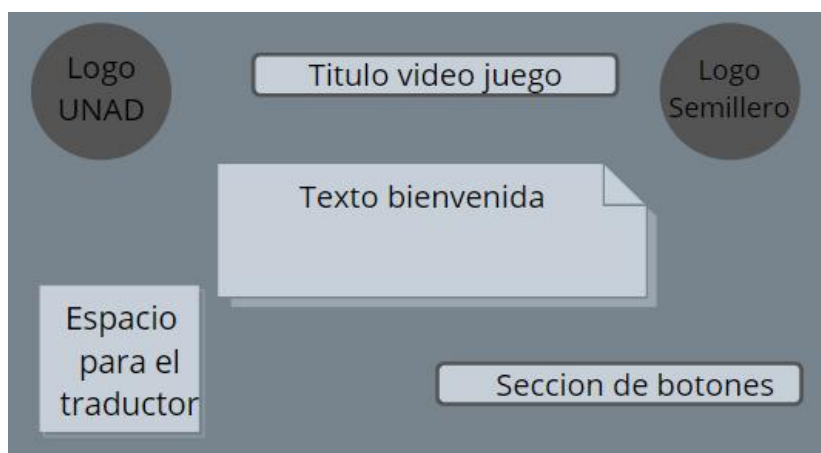 Logo
UNAD
Titulo video juego
Logo
Semillero
Texto bienvenida
Espacio
para el
traductor
Seccion de botones